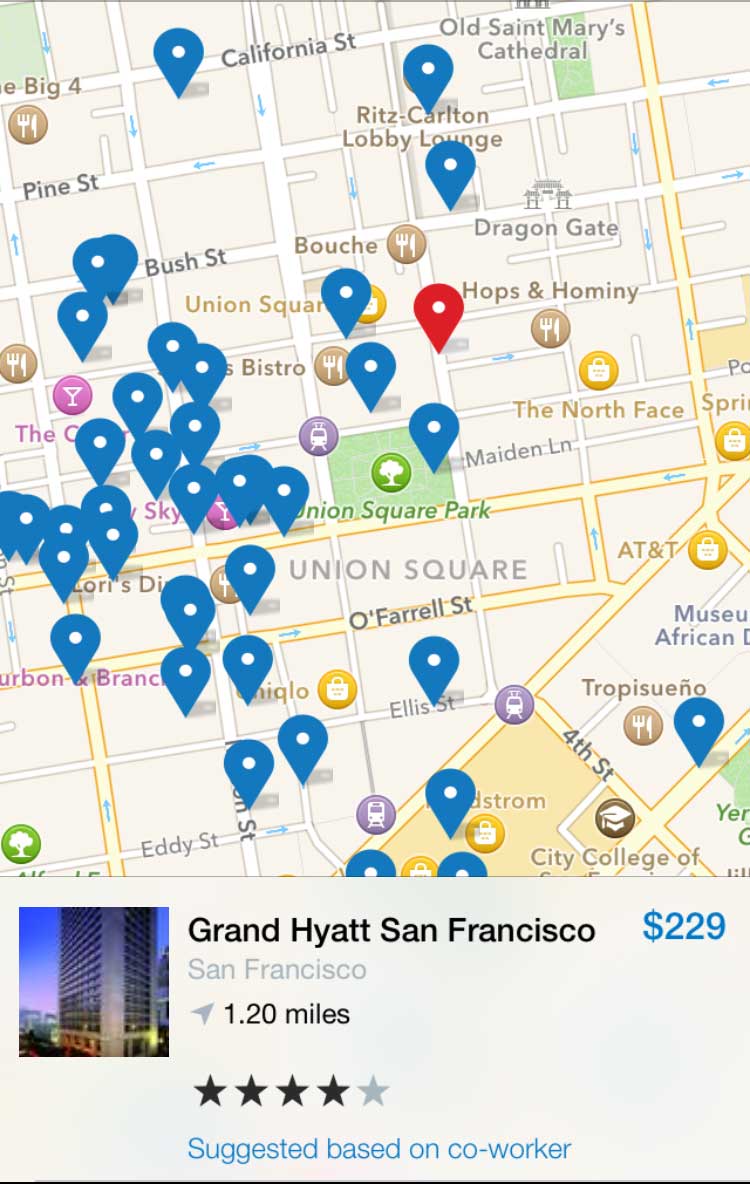 California St
Old Saint Mary's
Cathedral
e Big 4
Ritz-Carlton
Lobby Lounge
Pine St
Dragon Gate
Bouche
Bush St
Hops & Hominy
Union Squar
s Bistro
Po
The North Face
Sprin
The C
Maiden Ln
y Sky
Union Square Park
AT&T
UNION SQUARE
Lori's Di
O'Farrell St
Museu
African D
urbon & Branc
Tropisueño
Uniqlo
Ellis St
4th St
dstrom
on St
Yer
G
Eddy St
City College of
Grand Hyatt San Francisco
$229
San Francisco
1.20 miles
Suggested based on co-worker